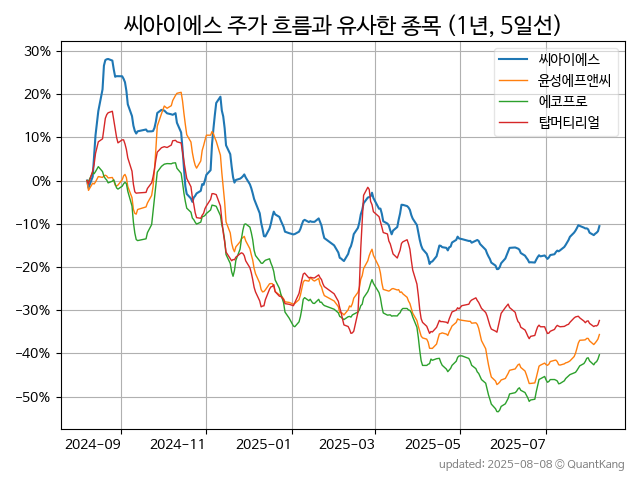 씨아이에스 주가 흐름과 유사한 종목 (1년, 5일선)
씨아이에스
윤성에프앤씨
에코프로
탑머티리얼
30%
20%
10%
0%
−10%
−20%
−30%
−40%
−50%
2024-09
2024-11
2025-01
2025-03
2025-05
2025-07
updated: 2025-08-08 © QuantKang